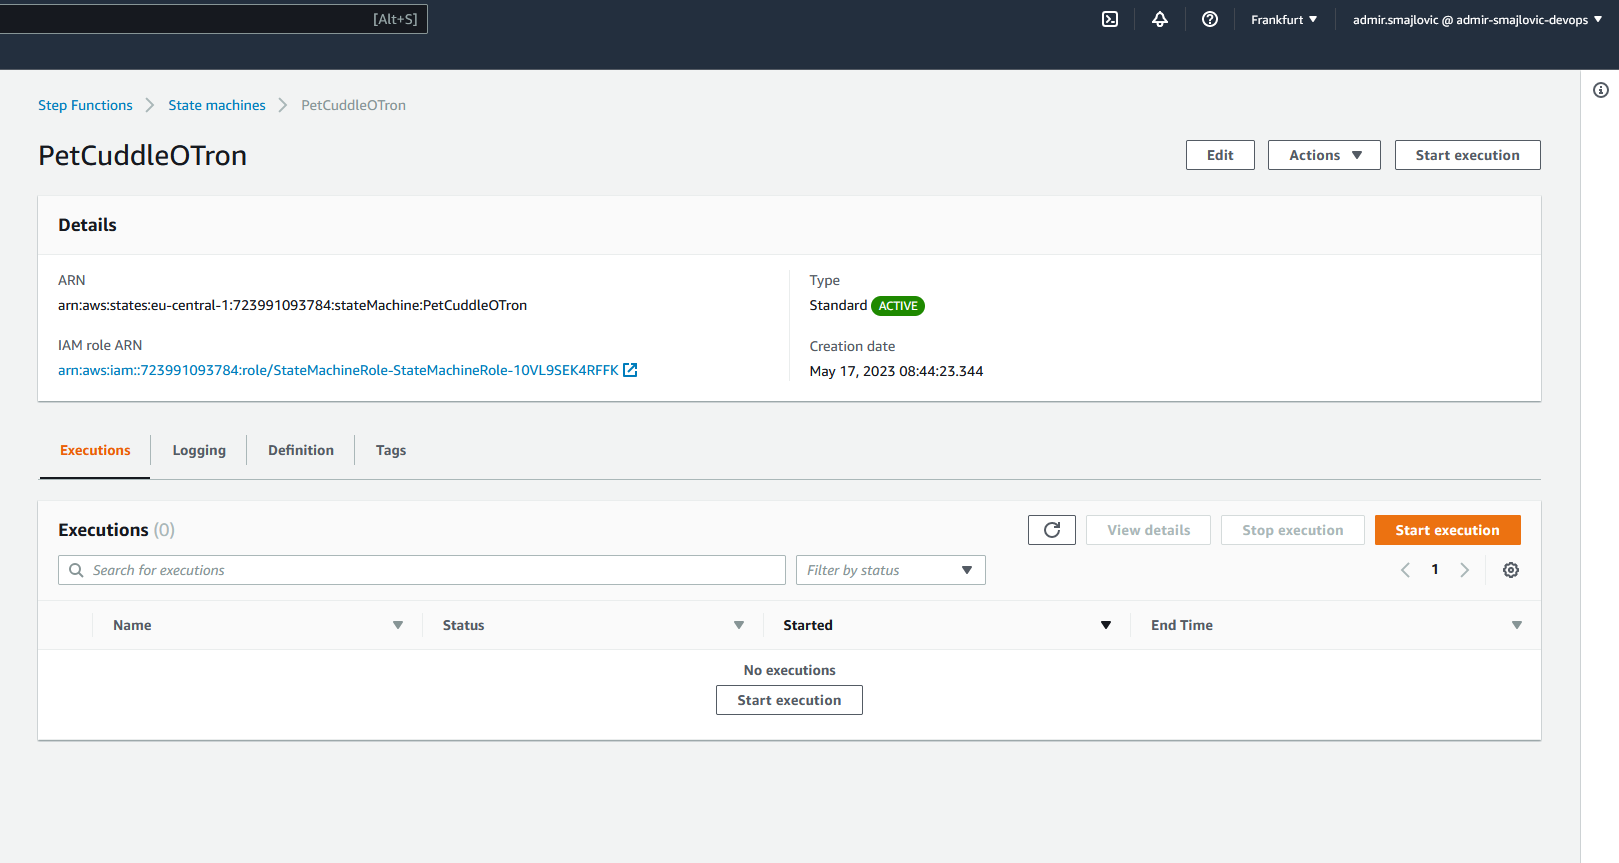 [Alt+S]
Frankfurt
admir.smajlovic @ admir-smajlovic-devops
Step Functions
State machines
PetCuddleOTron
PetCuddleOTron
Edit
Actions
Start execution
Details
ARN
arn:aws:states:eu-central-1:723991093784:stateMachine:PetCuddleOTron
IAM role ARN
arn:aws:iam::723991093784:role/StateMachineRole-StateMachineRole-10VL9SEK4RFFK
Type
Standard ACTIVE
Creation date
May 17, 2023 08:44:23.344
Executions
Logging
Definition
Tags
Executions (0)
View details
Stop execution
Start execution
Search for executions
Filter by status
1
Name
Status
Started
End Time
No executions
Start execution